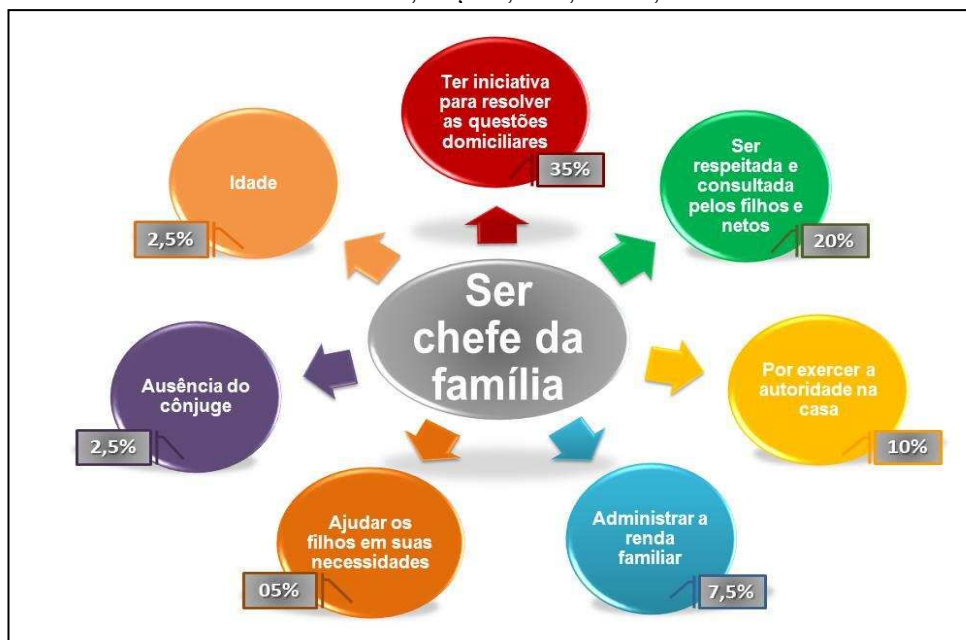 Ter iniciativa
para resolver
as questões
domiciliares
35%
Ser
respeitada e
consultada
pelos filhos e
netos
20%
Por exercer a
autoridade na
casa
10%
Administrar a
renda
familiar
7,5%
Ajudar os
filhos em suas
necessidades
05%
Ausência do
cônjuge
2,5%
Idade
2,5%
Ser
chefe da
família